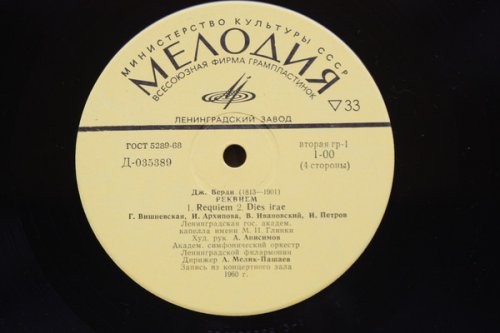 МИНИСТЕРСТВО КУЛЬТУРЫ СССР
МЕЛОДИЯ
ВСЕСОЮЗНАЯ ФИРМА ГРАМПЛАСТИНОК
▽33
ЛЕНИНГРАДСКИЙ ЗАВОД
ГОСТ 5289-68
вторая гр-1
Д-035389
1-00
(4 стороны)
Дж. Верди (1813—1901)
РЕКВИЕМ
1. Requiem 2. Dies irae
Г. Вишневская, И. Архипова, В. Ивановский, И. Петров
Ленинградская гос. академ.
капелла имени М. И. Глинки
Худ. рук. А. Анисимов
Академ. симфонический оркестр
Ленинградской филармонии
Дирижер А. Мелик-Пашаев
Запись из концертного зала
1960 г.